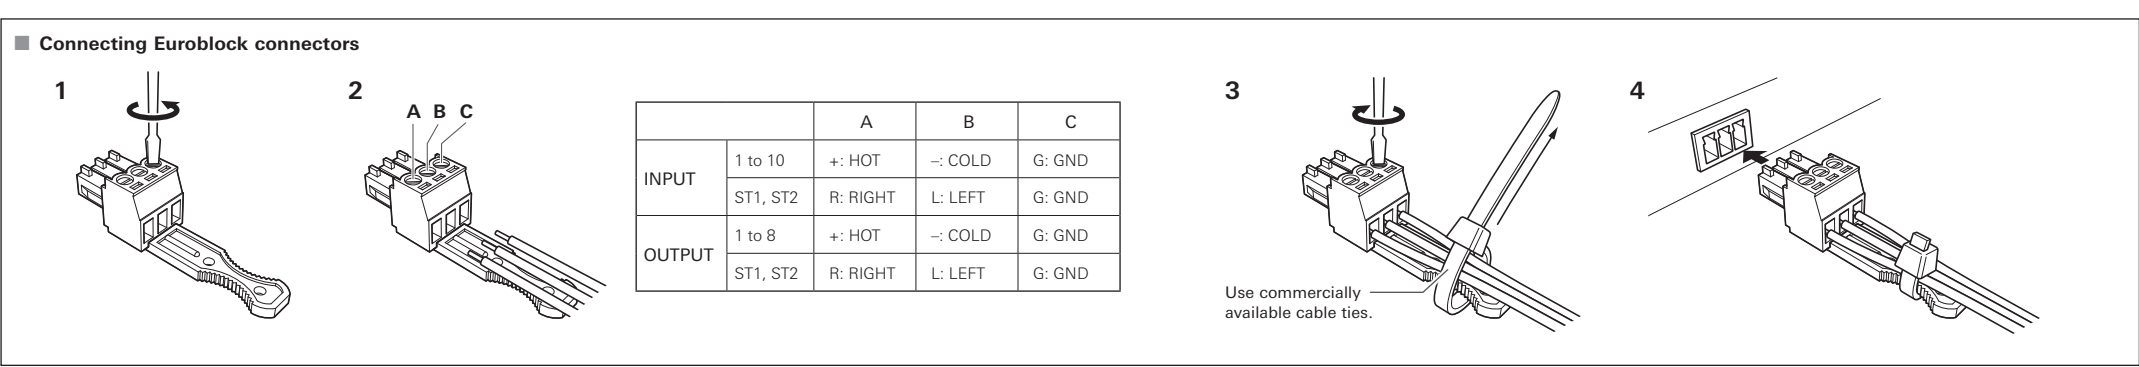 ■ Connecting Euroblock connectors
1
2
A B C
A B C
INPUT 1 to 10 +: HOT –: COLD G: GND
ST1, ST2 R: RIGHT L: LEFT G: GND
OUTPUT 1 to 8 +: HOT –: COLD G: GND
ST1, ST2 R: RIGHT L: LEFT G: GND
3
Use commercially
available cable ties.
4